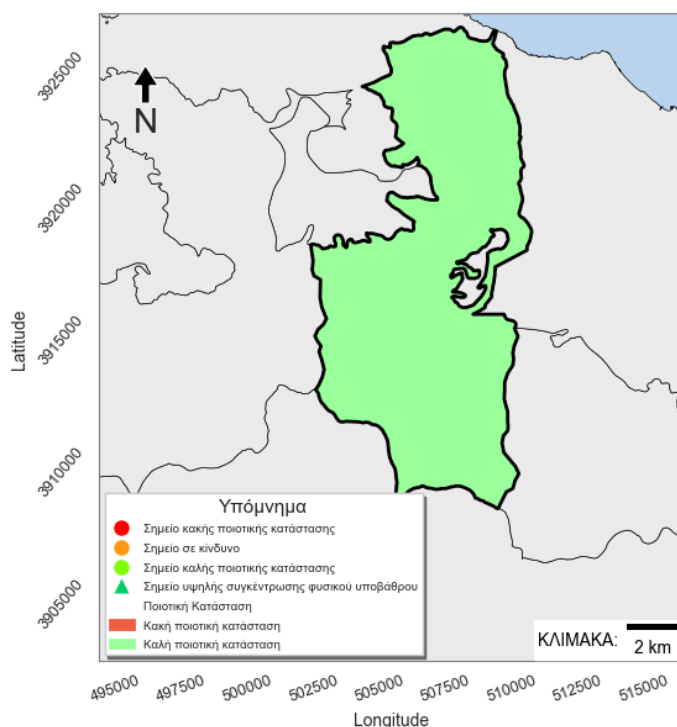 3925000
3920000
3915000
3910000
3905000
Latitude
N
Υπόμνημα
Σημείο κακής ποιοτικής κατάστασης
Σημείο σε κίνδυνο
Σημείο καλής ποιοτικής κατάστασης
Σημείο υψηλής συγκέντρωσης φυσικού υποβάθρου
Ποιοτική Κατάσταση
Κακή ποιοτική κατάσταση
Καλή ποιοτική κατάσταση
ΚΛΙΜΑΚΑ:
2 km
495000
497500
500000
502500
505000
507500
510000
512500
515000
Longitude